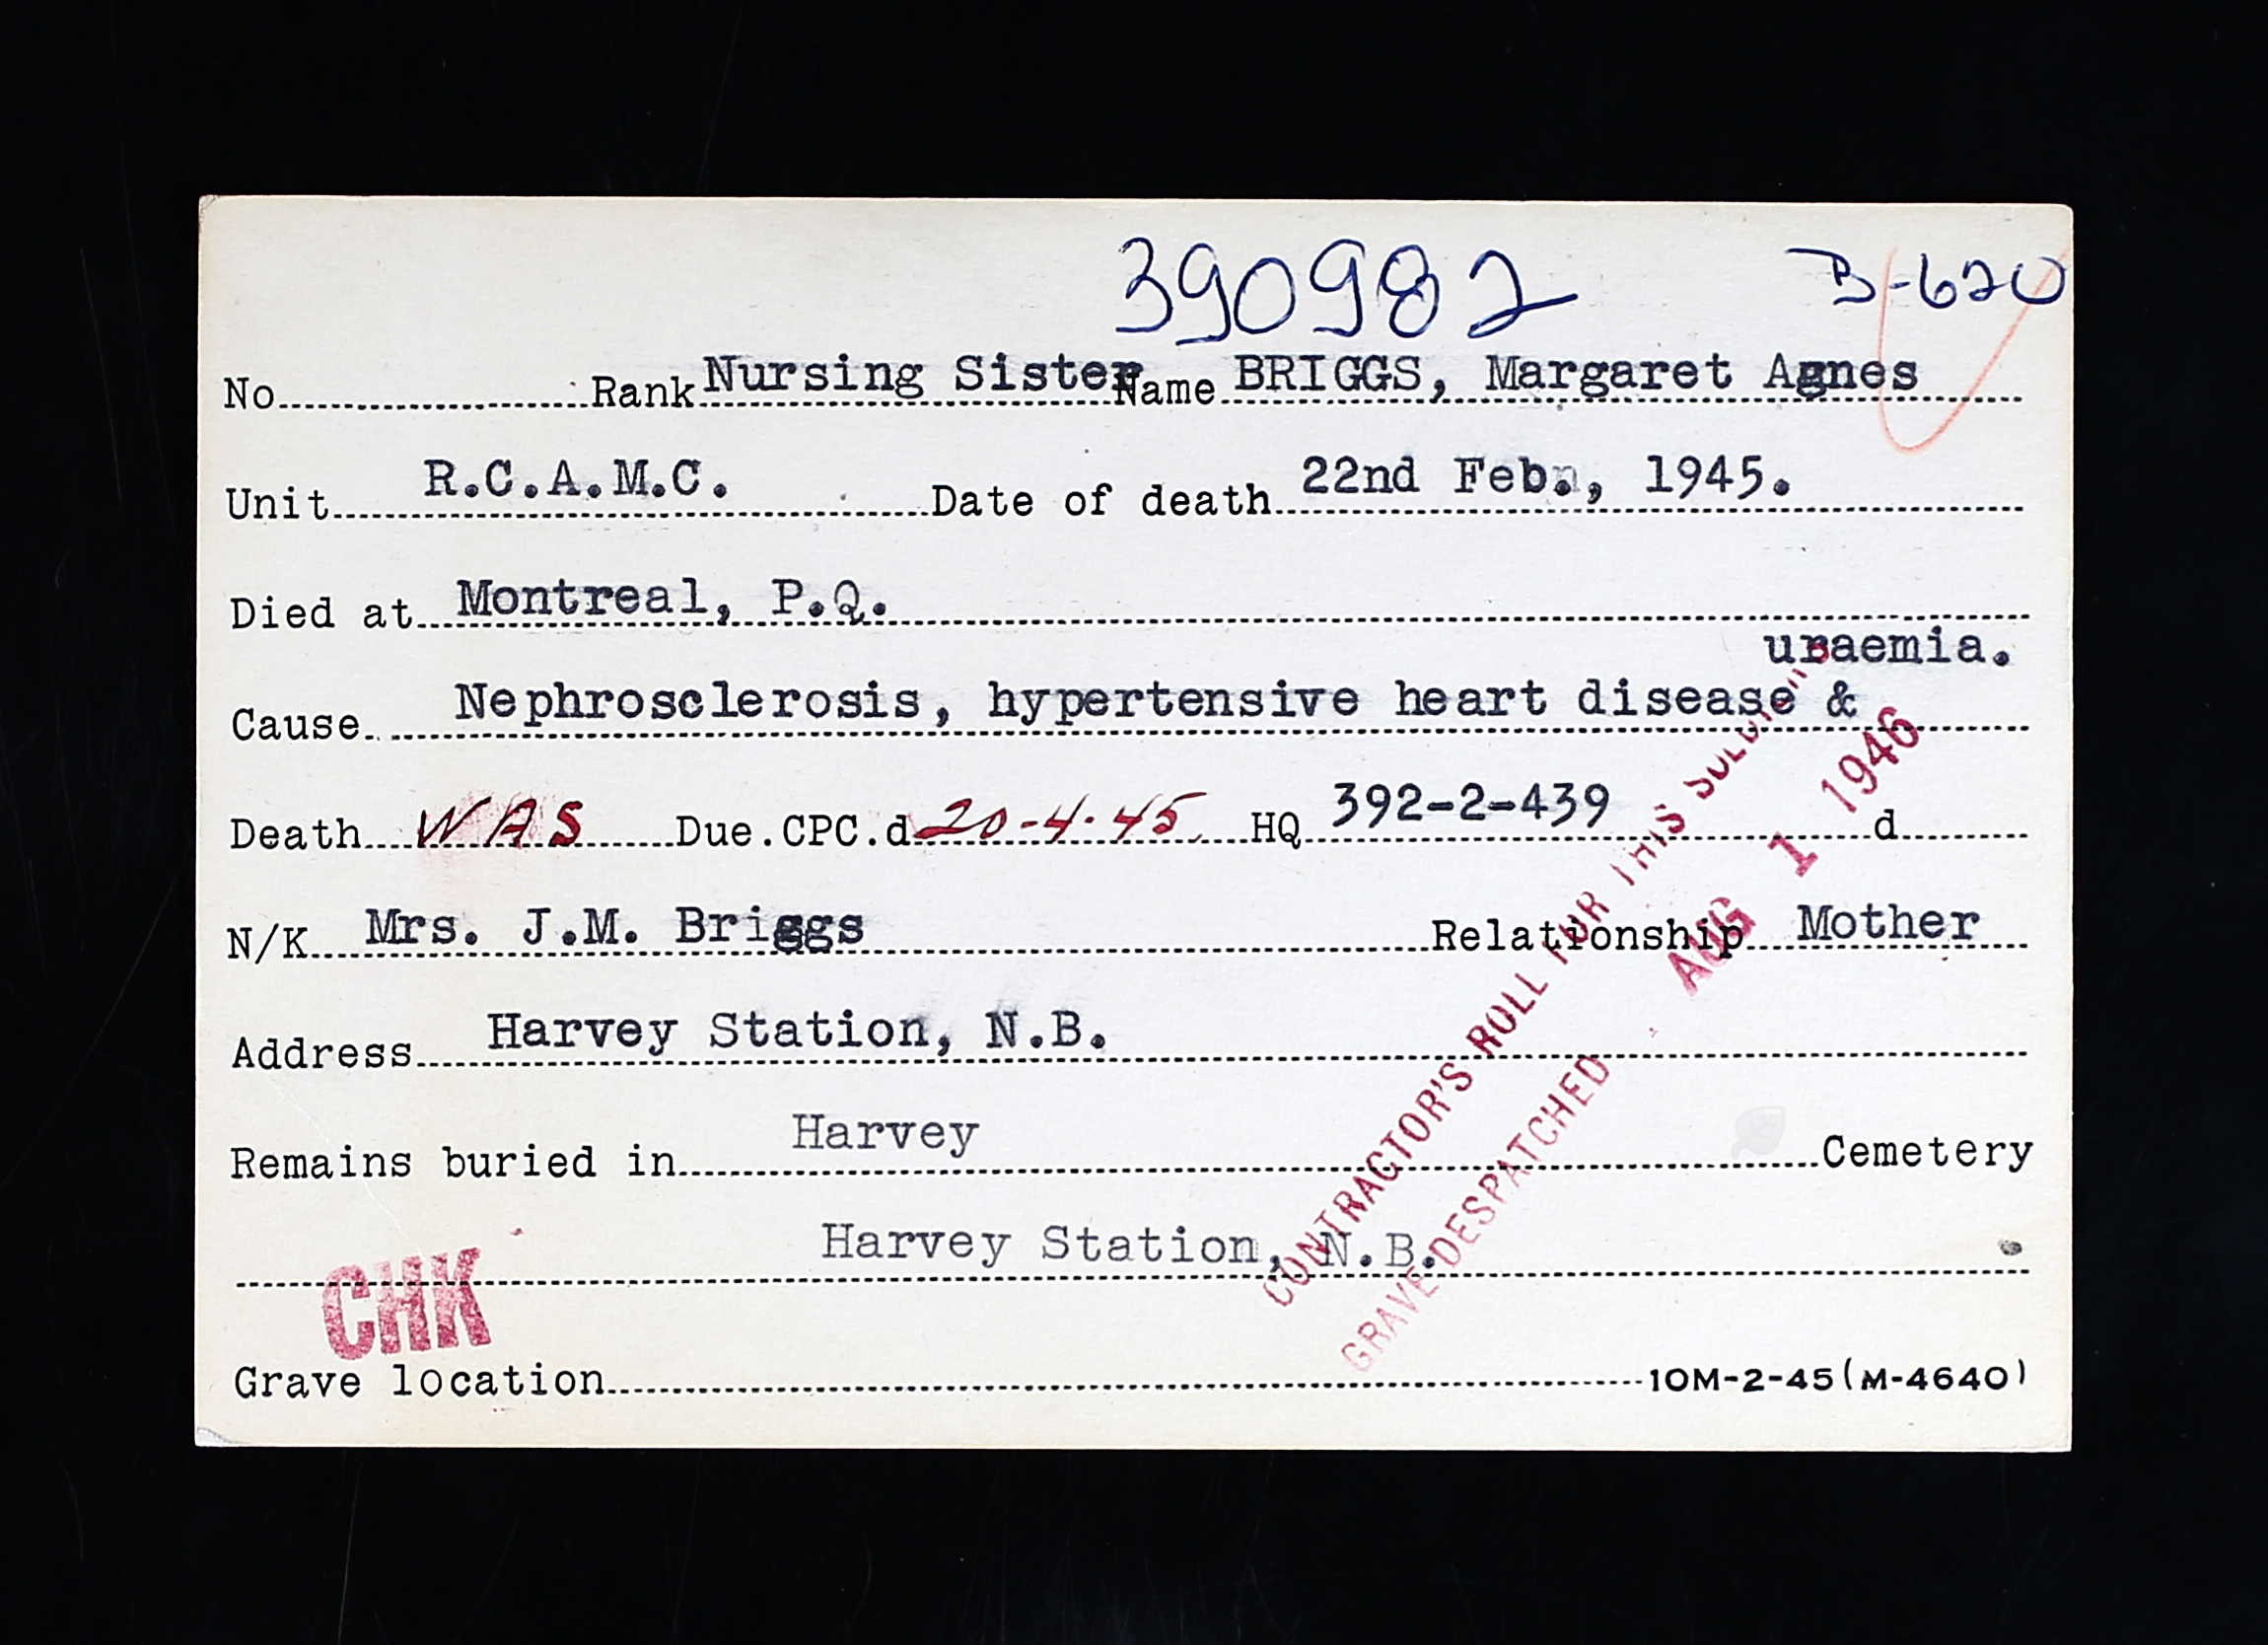 390982 B-620
No. Rank Nursing Sister Name BRIGGS, Margaret Agnes
Unit R.C.A.M.C. Date of death 22nd Feb., 1945.
Died at Montreal, P.Q.
uraemia.
Cause Nephrosclerosis, hypertensive heart disease &
Death WAS Due.CPC.d 20-4-45 HQ 392-2-439 d
N/K Mrs. J.M. Briggs Relationship Mother
Address Harvey Station, N.B.
Remains buried in Harvey Cemetery
Harvey Station, N.B.
CHK
Grave location 10M-2-45(M-4640)
CONTRACTOR'S ROLL FOR THIS
GRAVE DESPATCHED AUG 1 1946